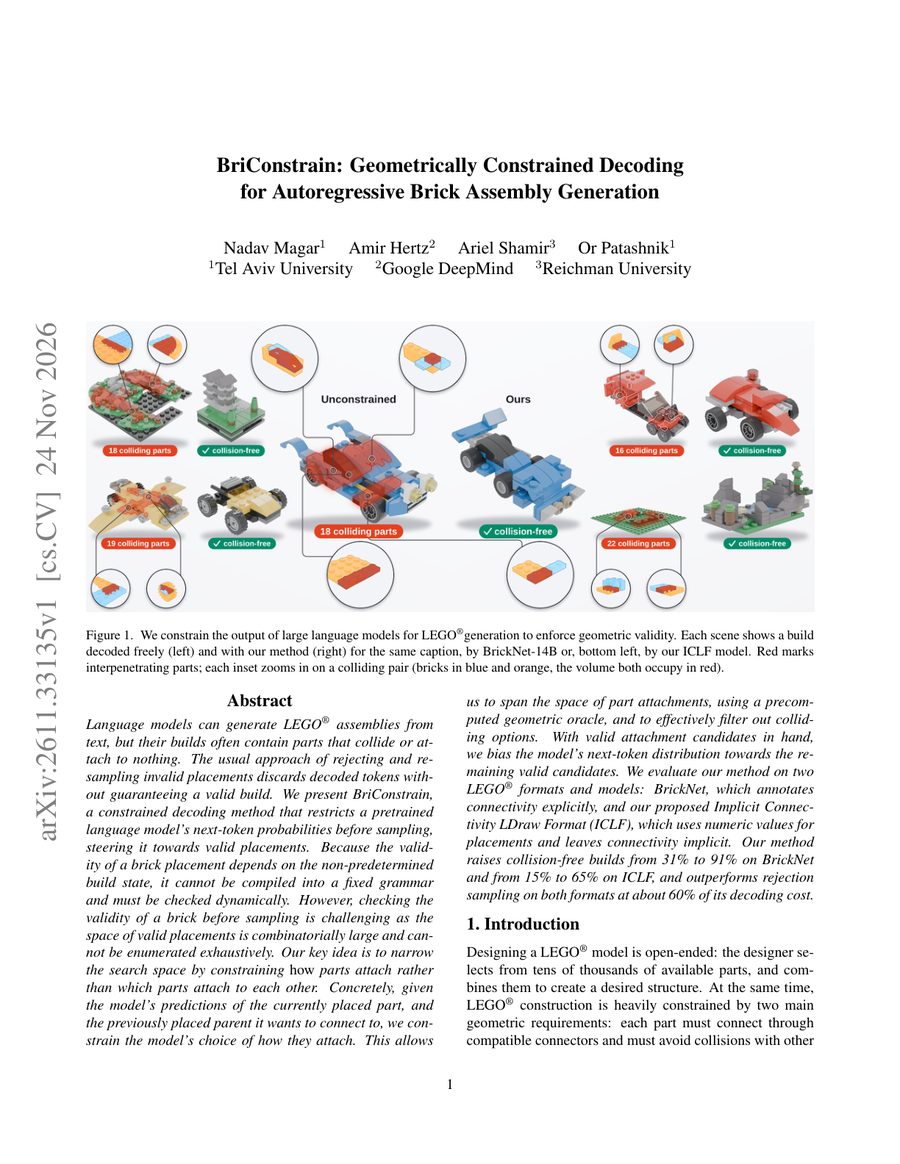 BriConstrain: Geometrically Constrained Decoding
for Autoregressive Brick Assembly Generation
Nadav Magar¹ Amir Hertz² Ariel Shamir³ Or Patashnik¹
¹Tel Aviv University ²Google DeepMind ³Reichman University
arXiv:2611.33135v1 [cs.CV] 24 Nov 2026
Unconstrained
Ours
18 colliding parts
✓ collision-free
16 colliding parts
✓ collision-free
19 colliding parts
✓ collision-free
18 colliding parts
✓ collision-free
22 colliding parts
✓ collision-free
Figure 1. We constrain the output of large language models for LEGO®generation to enforce geometric validity. Each scene shows a build
decoded freely (left) and with our method (right) for the same caption, by BrickNet-14B or, bottom left, by our ICLF model. Red marks
interpenetrating parts; each inset zooms in on a colliding pair (bricks in blue and orange, the volume both occupy in red).
Abstract
Language models can generate LEGO® assemblies from
text, but their builds often contain parts that collide or at-
tach to nothing. The usual approach of rejecting and re-
sampling invalid placements discards decoded tokens with-
out guaranteeing a valid build. We present BriConstrain,
a constrained decoding method that restricts a pretrained
language model's next-token probabilities before sampling,
steering it towards valid placements. Because the valid-
ity of a brick placement depends on the non-predetermined
build state, it cannot be compiled into a fixed grammar
and must be checked dynamically. However, checking the
validity of a brick before sampling is challenging as the
space of valid placements is combinatorially large and can-
not be enumerated exhaustively. Our key idea is to narrow
the search space by constraining how parts attach rather
than which parts attach to each other. Concretely, given
the model's predictions of the currently placed part, and
the previously placed parent it wants to connect to, we con-
strain the model's choice of how they attach. This allows
us to span the space of part attachments, using a precom-
puted geometric oracle, and to effectively filter out collid-
ing options. With valid attachment candidates in hand,
we bias the model's next-token distribution towards the re-
maining valid candidates. We evaluate our method on two
LEGO® formats and models: BrickNet, which annotates
connectivity explicitly, and our proposed Implicit Connec-
tivity LDraw Format (ICLF), which uses numeric values for
placements and leaves connectivity implicit. Our method
raises collision-free builds from 31% to 91% on BrickNet
and from 15% to 65% on ICLF, and outperforms rejection
sampling on both formats at about 60% of its decoding cost.
1. Introduction
Designing a LEGO® model is open-ended: the designer se-
lects from tens of thousands of available parts, and com-
bines them to create a desired structure. At the same time,
LEGO® construction is heavily constrained by two main
geometric requirements: each part must connect through
compatible connectors and must avoid collisions with other
1